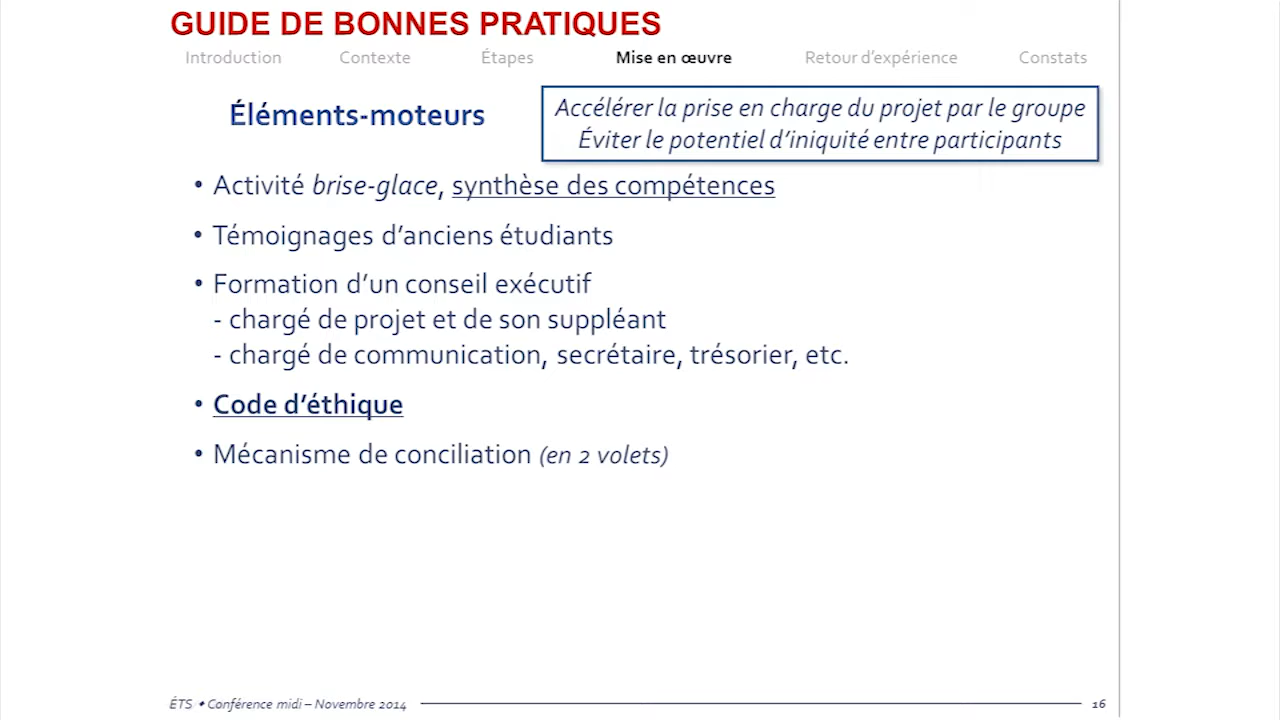 GUIDE DE BONNES PRATIQUES
Introduction Contexte Étapes Mise en œuvre Retour d'expérience Constats
Éléments-moteurs
Accélérer la prise en charge du projet par le groupe
Éviter le potentiel d'iniquité entre participants
• Activité brise-glace, synthèse des compétences
• Témoignages d'anciens étudiants
• Formation d'un conseil exécutif
- chargé de projet et de son suppléant
- chargé de communication, secrétaire, trésorier, etc.
• Code d'éthique
• Mécanisme de conciliation (en 2 volets)
ÉTS • Conférence midi – Novembre 2014 16